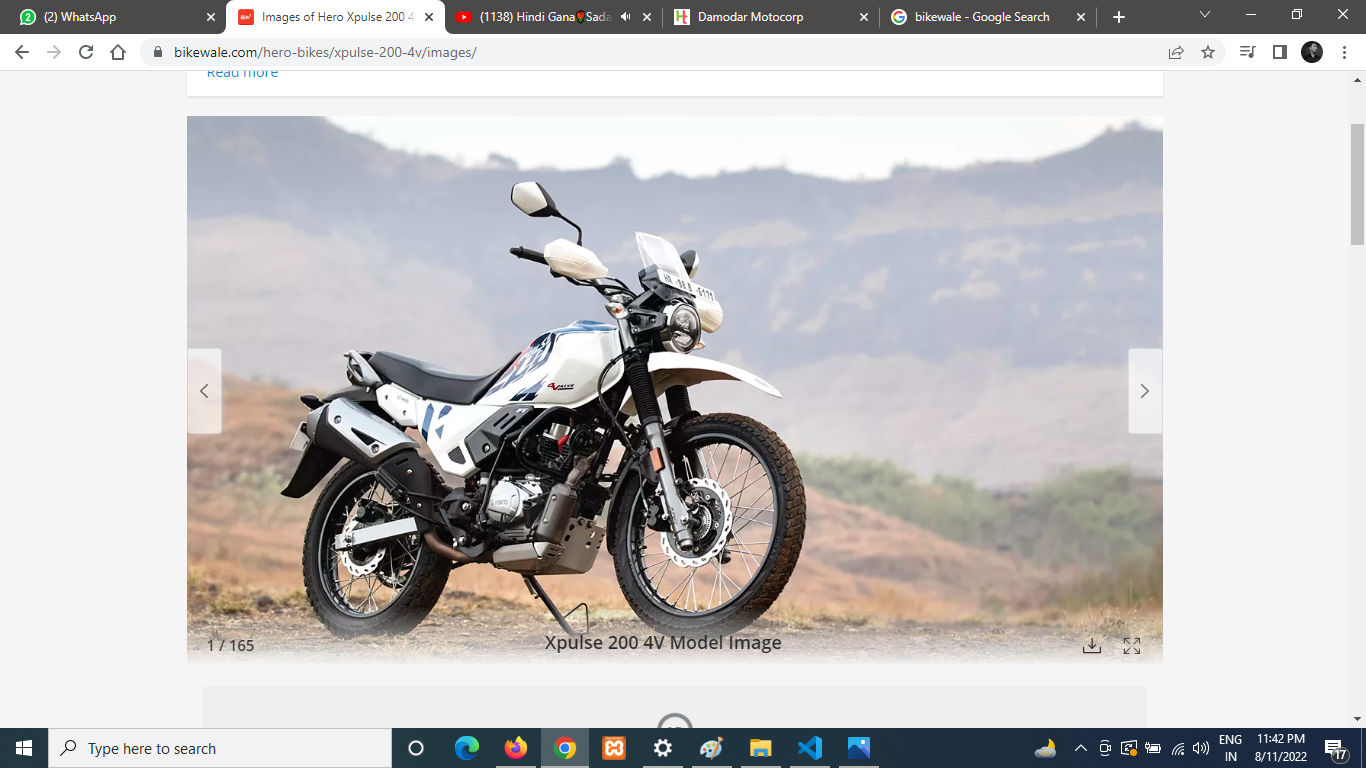 (2) WhatsApp
Images of Hero Xpulse 200 4
(1138) Hindi Gana🌹Sada
Damodar Motocorp
bikewale - Google Search
bikewale.com/hero-bikes/xpulse-200-4v/images/
Read more
4VALVE
HERO
1 / 165
Xpulse 200 4V Model Image
Type here to search
ENG
IN
11:42 PM
8/11/2022
17